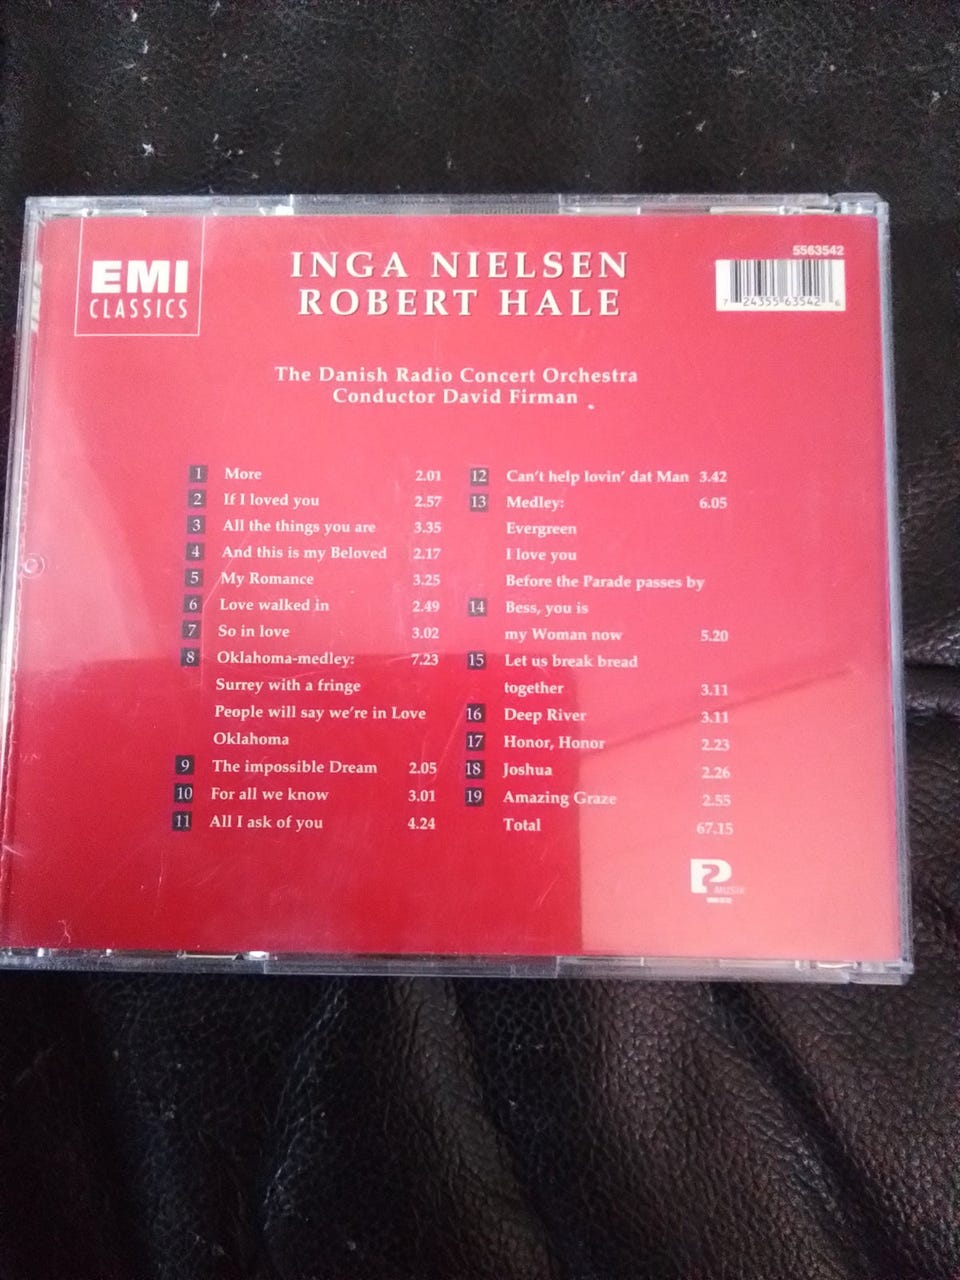 EMI
CLASSICS
INGA NIELSEN
ROBERT HALE
5563542
7 24355 63542 6
The Danish Radio Concert Orchestra
Conductor David Firman
1 More 2.01
2 If I loved you 2.57
3 All the things you are 3.35
4 And this is my Beloved 2.17
5 My Romance 3.25
6 Love walked in 2.49
7 So in love 3.02
8 Oklahoma-medley: 7.23
Surrey with a fringe
People will say we're in Love
Oklahoma
9 The impossible Dream 2.05
10 For all we know 3.01
11 All I ask of you 4.24
12 Can't help lovin' dat Man 3.42
13 Medley: 6.05
Evergreen
I love you
Before the Parade passes by
14 Bess, you is
my Woman now 5.20
15 Let us break bread
together 3.11
16 Deep River 3.11
17 Honor, Honor 2.23
18 Joshua 2.26
19 Amazing Graze 2.55
Total 67.15
P2
MUSIK